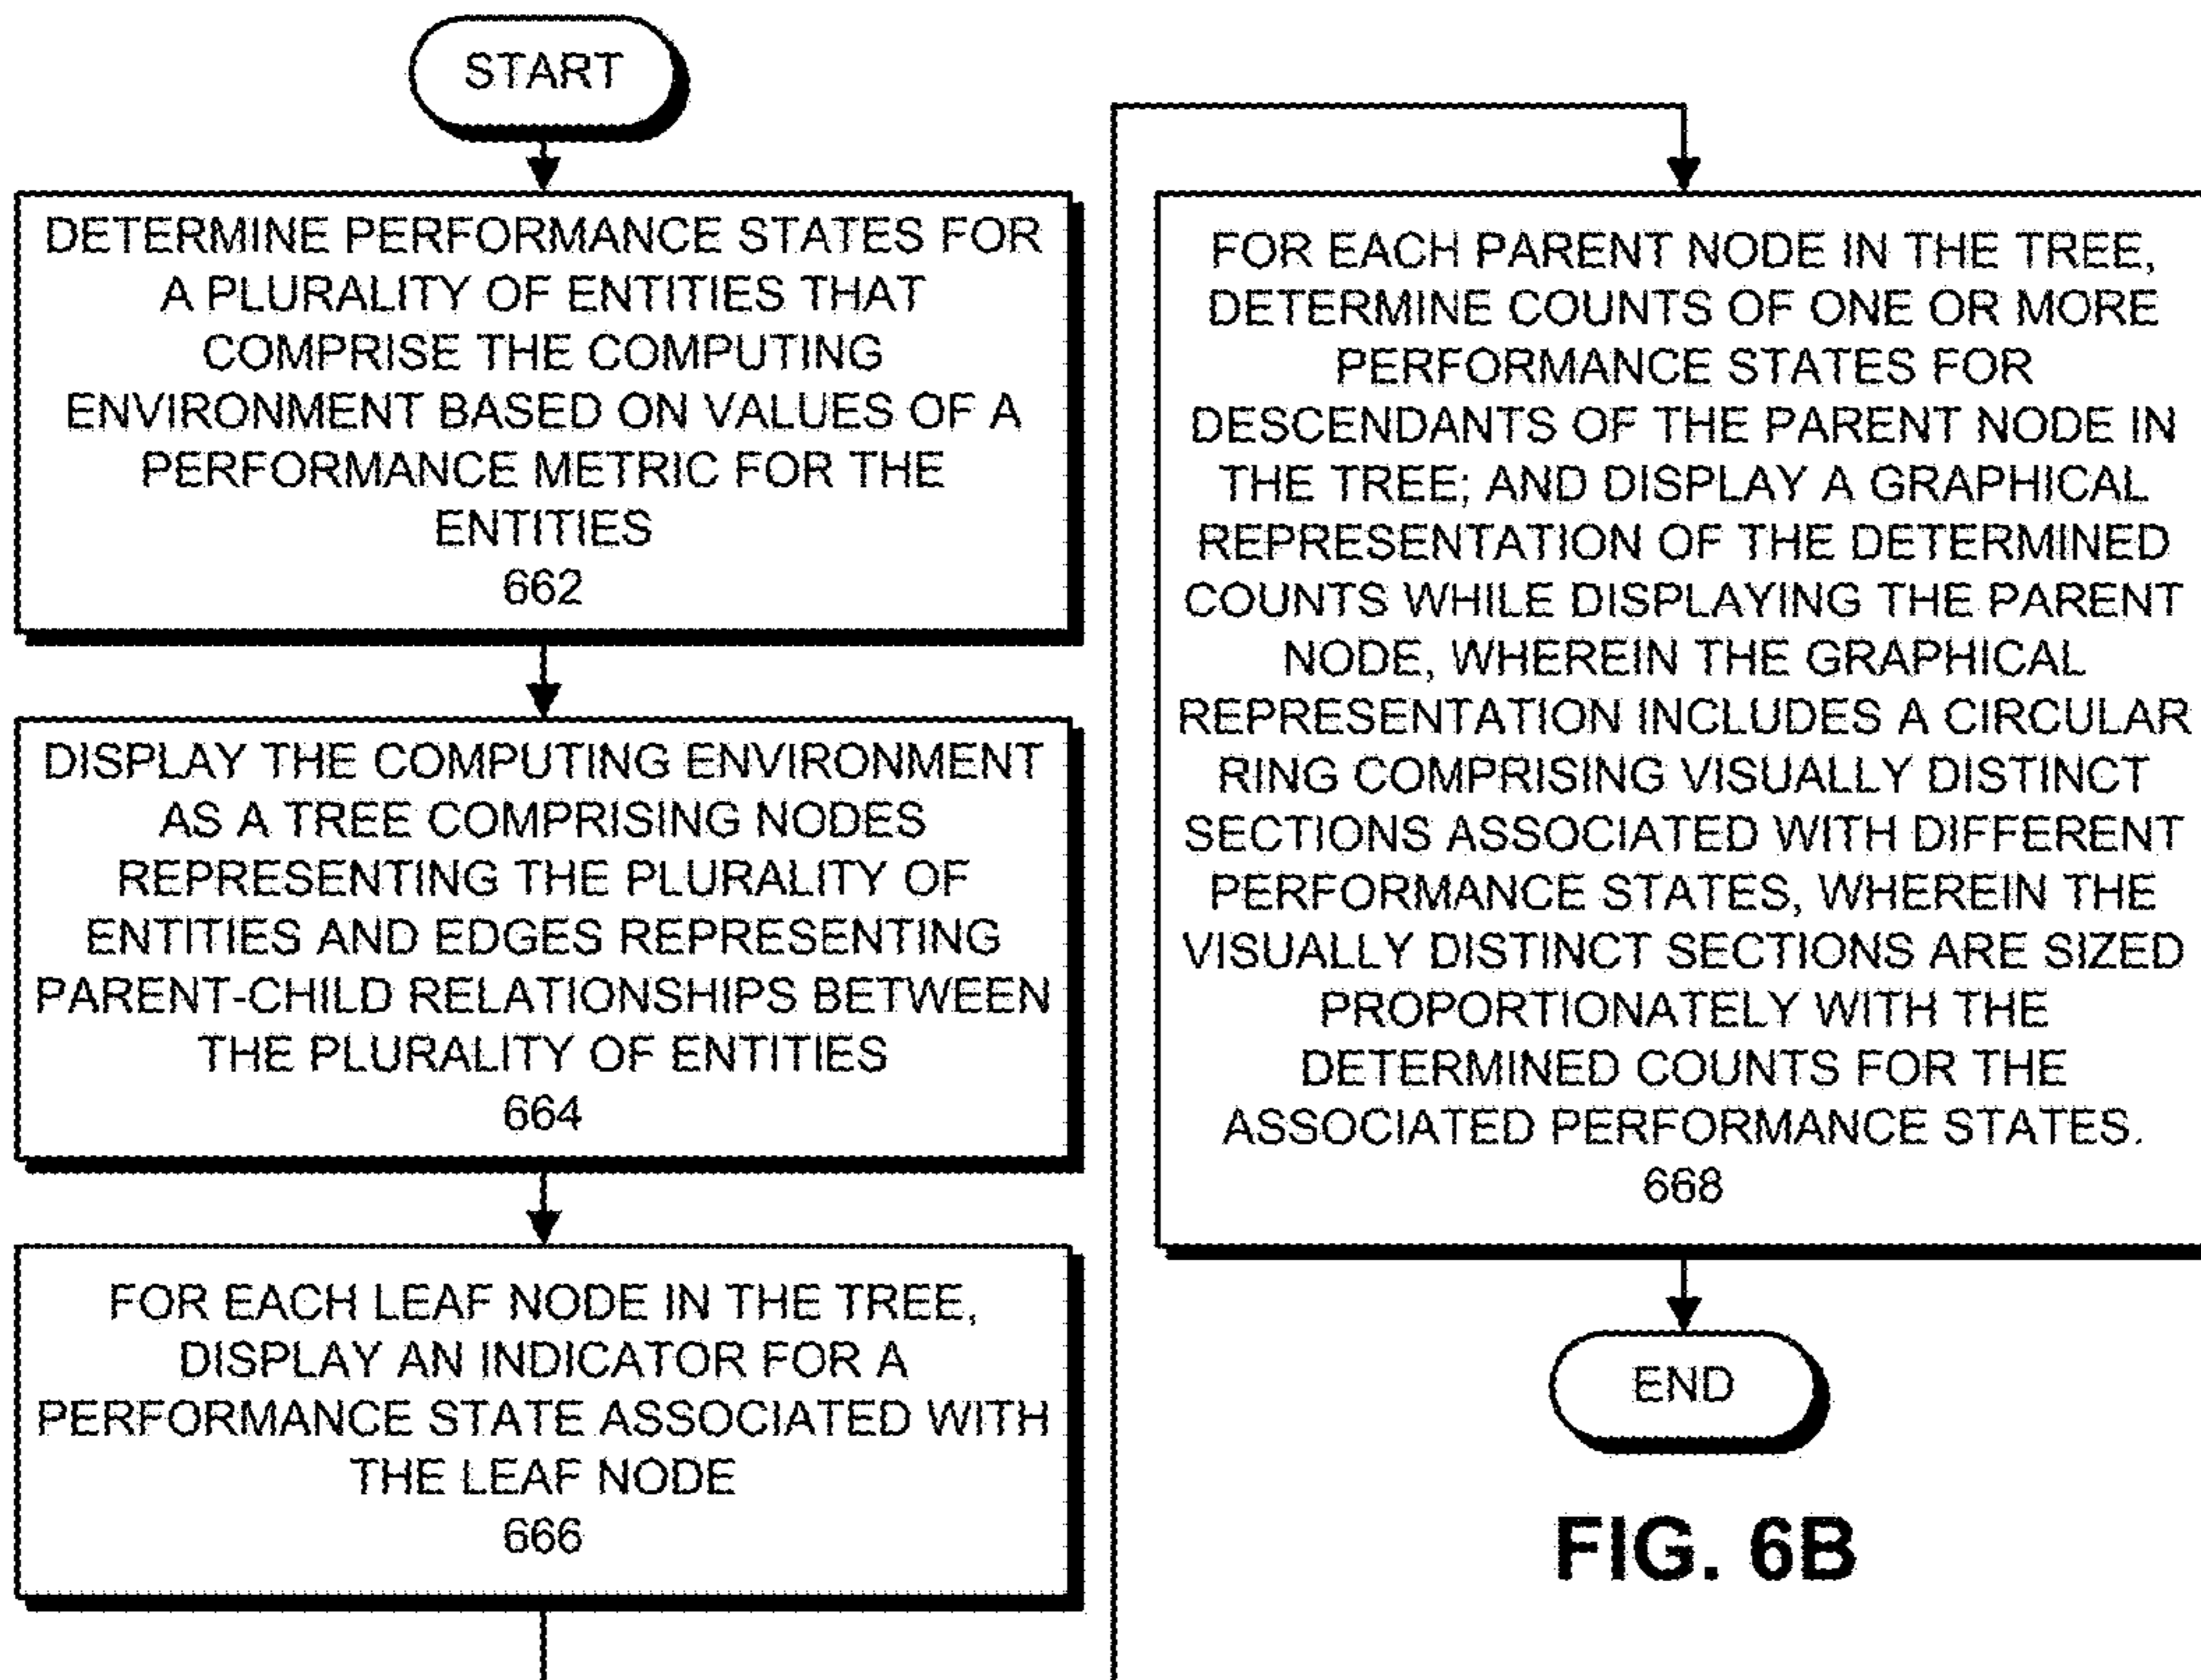 START
DETERMINE PERFORMANCE STATES FOR
A PLURALITY OF ENTITIES THAT
COMPRISE THE COMPUTING
ENVIRONMENT BASED ON VALUES OF A
PERFORMANCE METRIC FOR THE
ENTITIES
662
DISPLAY THE COMPUTING ENVIRONMENT
AS A TREE COMPRISING NODES
REPRESENTING THE PLURALITY OF
ENTITIES AND EDGES REPRESENTING
PARENT-CHILD RELATIONSHIPS BETWEEN
THE PLURALITY OF ENTITIES
664
FOR EACH LEAF NODE IN THE TREE,
DISPLAY AN INDICATOR FOR A
PERFORMANCE STATE ASSOCIATED WITH
THE LEAF NODE
666
FOR EACH PARENT NODE IN THE TREE,
DETERMINE COUNTS OF ONE OR MORE
PERFORMANCE STATES FOR
DESCENDANTS OF THE PARENT NODE IN
THE TREE; AND DISPLAY A GRAPHICAL
REPRESENTATION OF THE DETERMINED
COUNTS WHILE DISPLAYING THE PARENT
NODE, WHEREIN THE GRAPHICAL
REPRESENTATION INCLUDES A CIRCULAR
RING COMPRISING VISUALLY DISTINCT
SECTIONS ASSOCIATED WITH DIFFERENT
PERFORMANCE STATES, WHEREIN THE
VISUALLY DISTINCT SECTIONS ARE SIZED
PROPORTIONATELY WITH THE
DETERMINED COUNTS FOR THE
ASSOCIATED PERFORMANCE STATES.
668
END
FIG. 6B